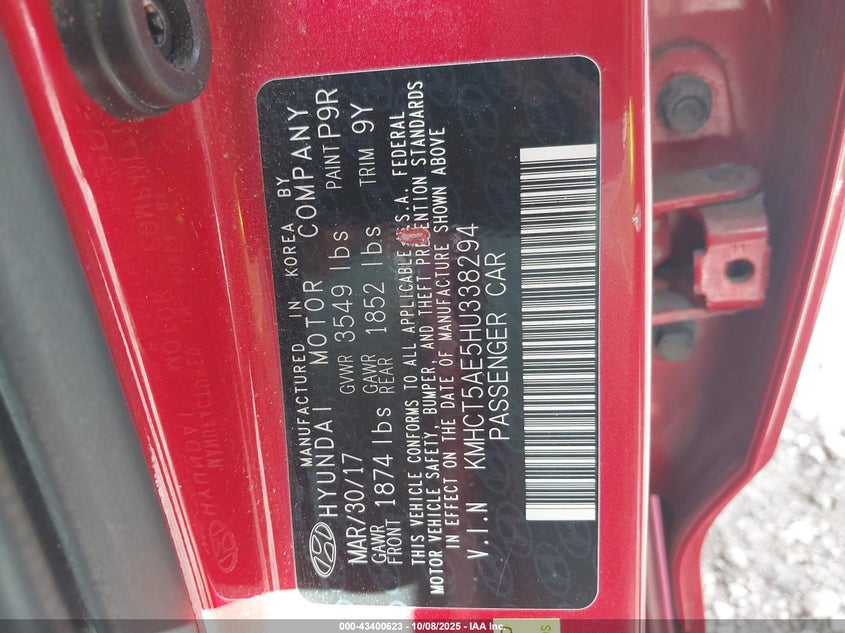 MANUFACTURED IN KOREA BY
HYUNDAI MOTOR COMPANY
MAR/30/17 GVWR 3549 lbs PAINT P9R
GAWR FRONT 1874 lbs GAWR REAR 1852 lbs TRIM 9Y
THIS VEHICLE CONFORMS TO ALL APPLICABLE U.S.A. FEDERAL
MOTOR VEHICLE SAFETY, BUMPER, AND THEFT PREVENTION STANDARDS
IN EFFECT ON THE DATE OF MANUFACTURE SHOWN ABOVE
V.I.N KMHCT5AE5HU338294
PASSENGER CAR
000-43400623 - 10/08/2025 - IAA Inc.